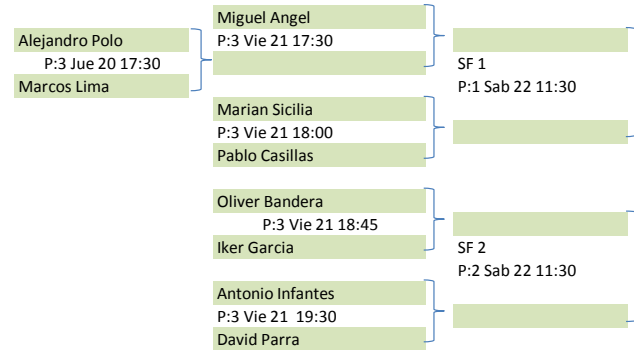 Alejandro Polo
P:3 Jue 20 17:30
Marcos Lima
Miguel Angel
P:3 Vie 21 17:30
Marian Sicilia
P:3 Vie 21 18:00
Pablo Casillas
Oliver Bandera
P:3 Vie 21 18:45
Iker Garcia
Antonio Infantes
P:3 Vie 21  19:30
David Parra
SF 1
P:1 Sab 22 11:30
SF 2
P:2 Sab 22 11:30